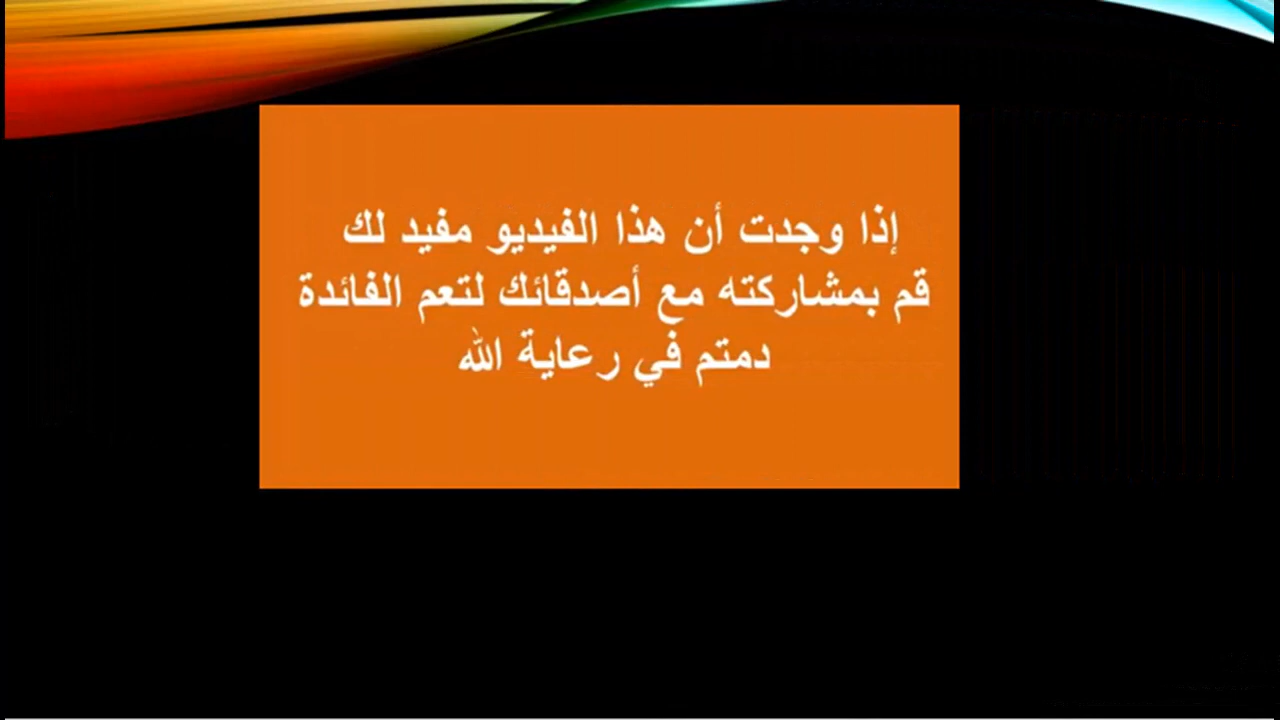 إذا وجدت أن هذا الفيديو مفيد لك
قم بمشاركته مع أصدقائك لتعم الفائدة
دمتم في رعاية الله